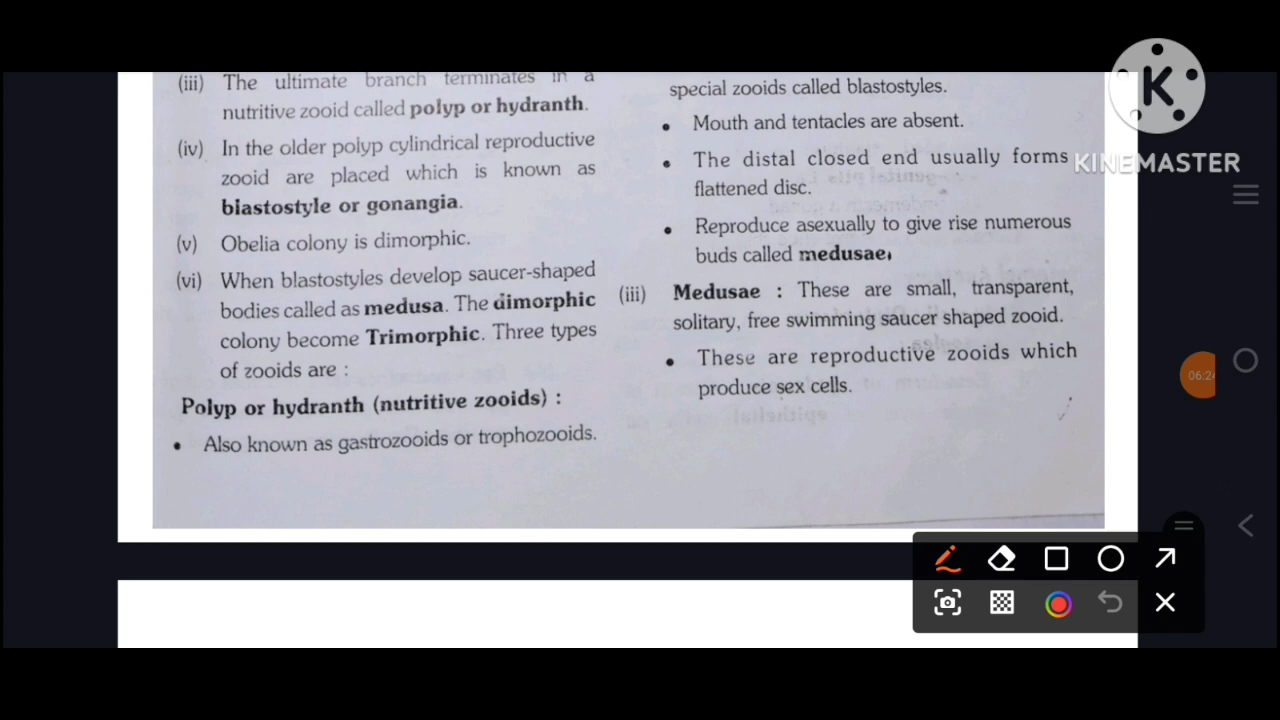 (iii) The ultimate branch terminates in a
nutritive zooid called polyp or hydranth.
(iv) In the older polyp cylindrical reproductive
zooid are placed which is known as
biastostyle or gonangia.
(v) Obelia colony is dimorphic.
(vi) When blastostyles develop saucer-shaped
bodies called as medusa. The dimorphic
colony become Trimorphic. Three types
of zooids are :
Polyp or hydranth (nutritive zooids) :
• Also known as gastrozooids or trophozooids.
special zooids called blastostyles.
• Mouth and tentacles are absent.
• The distal closed end usually forms
flattened disc.
• Reproduce asexually to give rise numerous
buds called medusae.
(iii) Medusae : These are small, transparent,
solitary, free swimming saucer shaped zooid.
• These are reproductive zooids which
produce sex cells.
K
KINEMASTER
06:24